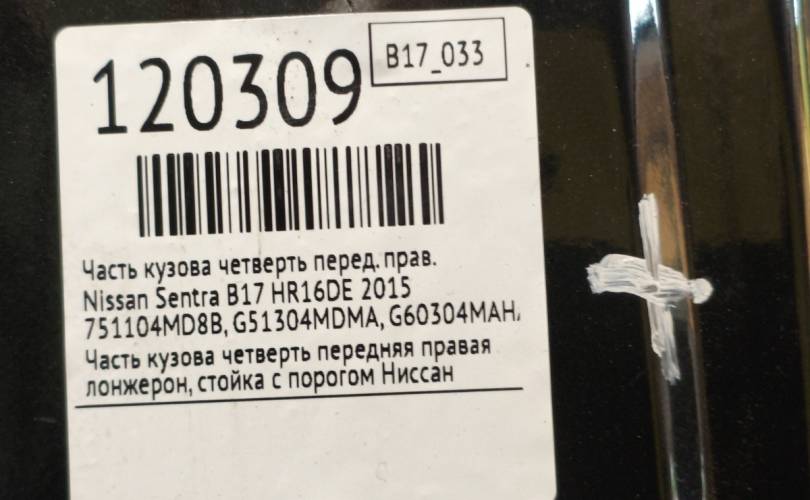 120309
B17_033
Часть кузова четверть перед. прав.
Nissan Sentra B17 HR16DE 2015
751104MD8B, G51304MDMA, G60304MAH
Часть кузова четверть передняя правая
лонжерон, стойка с порогом Ниссан